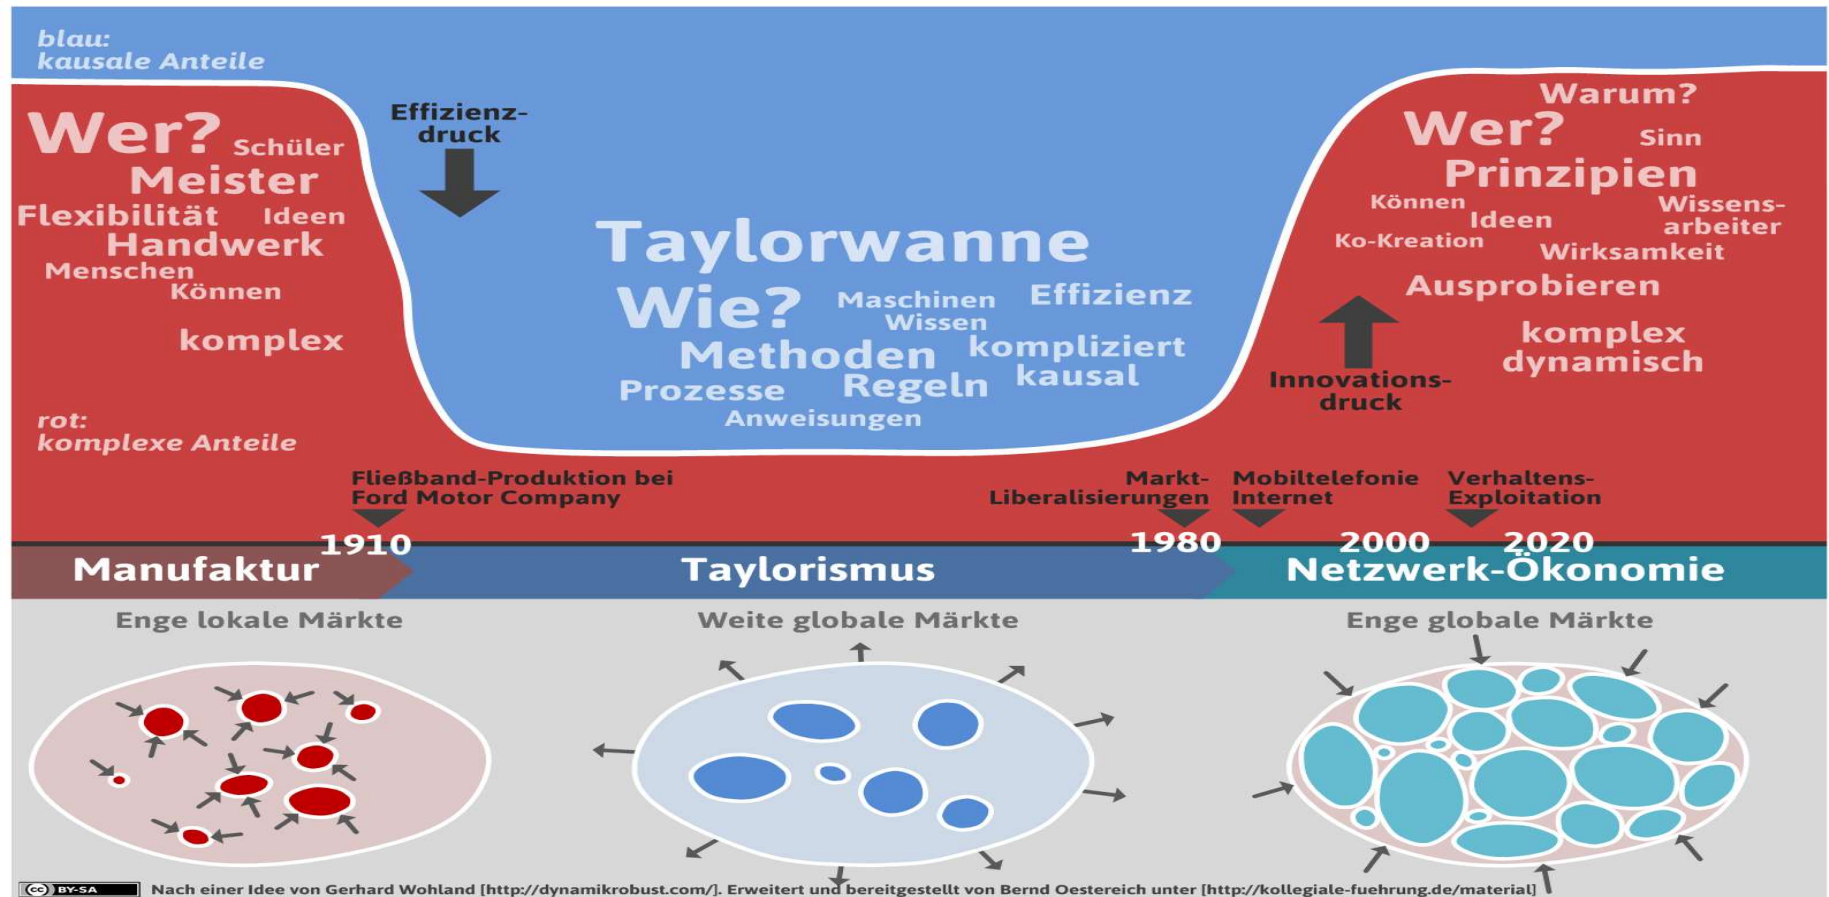 blau:
kausale Anteile
Wer?
Schüler
Meister
Flexibilität
Ideen
Handwerk
Menschen
Können
komplex
rot:
komplexe Anteile
Effizienz-
druck
Taylorwanne
Wie?
Maschinen
Effizienz
Wissen
Methoden
kompliziert
Prozesse
Regeln
kausal
Anweisungen
Warum?
Wer?
Sinn
Prinzipien
Können
Wissens-
arbeiter
Ideen
Ko-Kreation
Wirksamkeit
Ausprobieren
komplex
dynamisch
Innovations-
druck
Fließband-Produktion bei
Ford Motor Company
Markt-
Liberalisierungen
Mobiltelefonie
Internet
Verhaltens-
Exploitation
1910
1980
2000
2020
Manufaktur
Taylorismus
Netzwerk-Ökonomie
Enge lokale Märkte
Weite globale Märkte
Enge globale Märkte
cc BY-SA
Nach einer Idee von Gerhard Wohland [http://dynamikrobust.com/]. Erweitert und bereitgestellt von Bernd Oestereich unter [http://kollegiale-fuehrung.de/material]